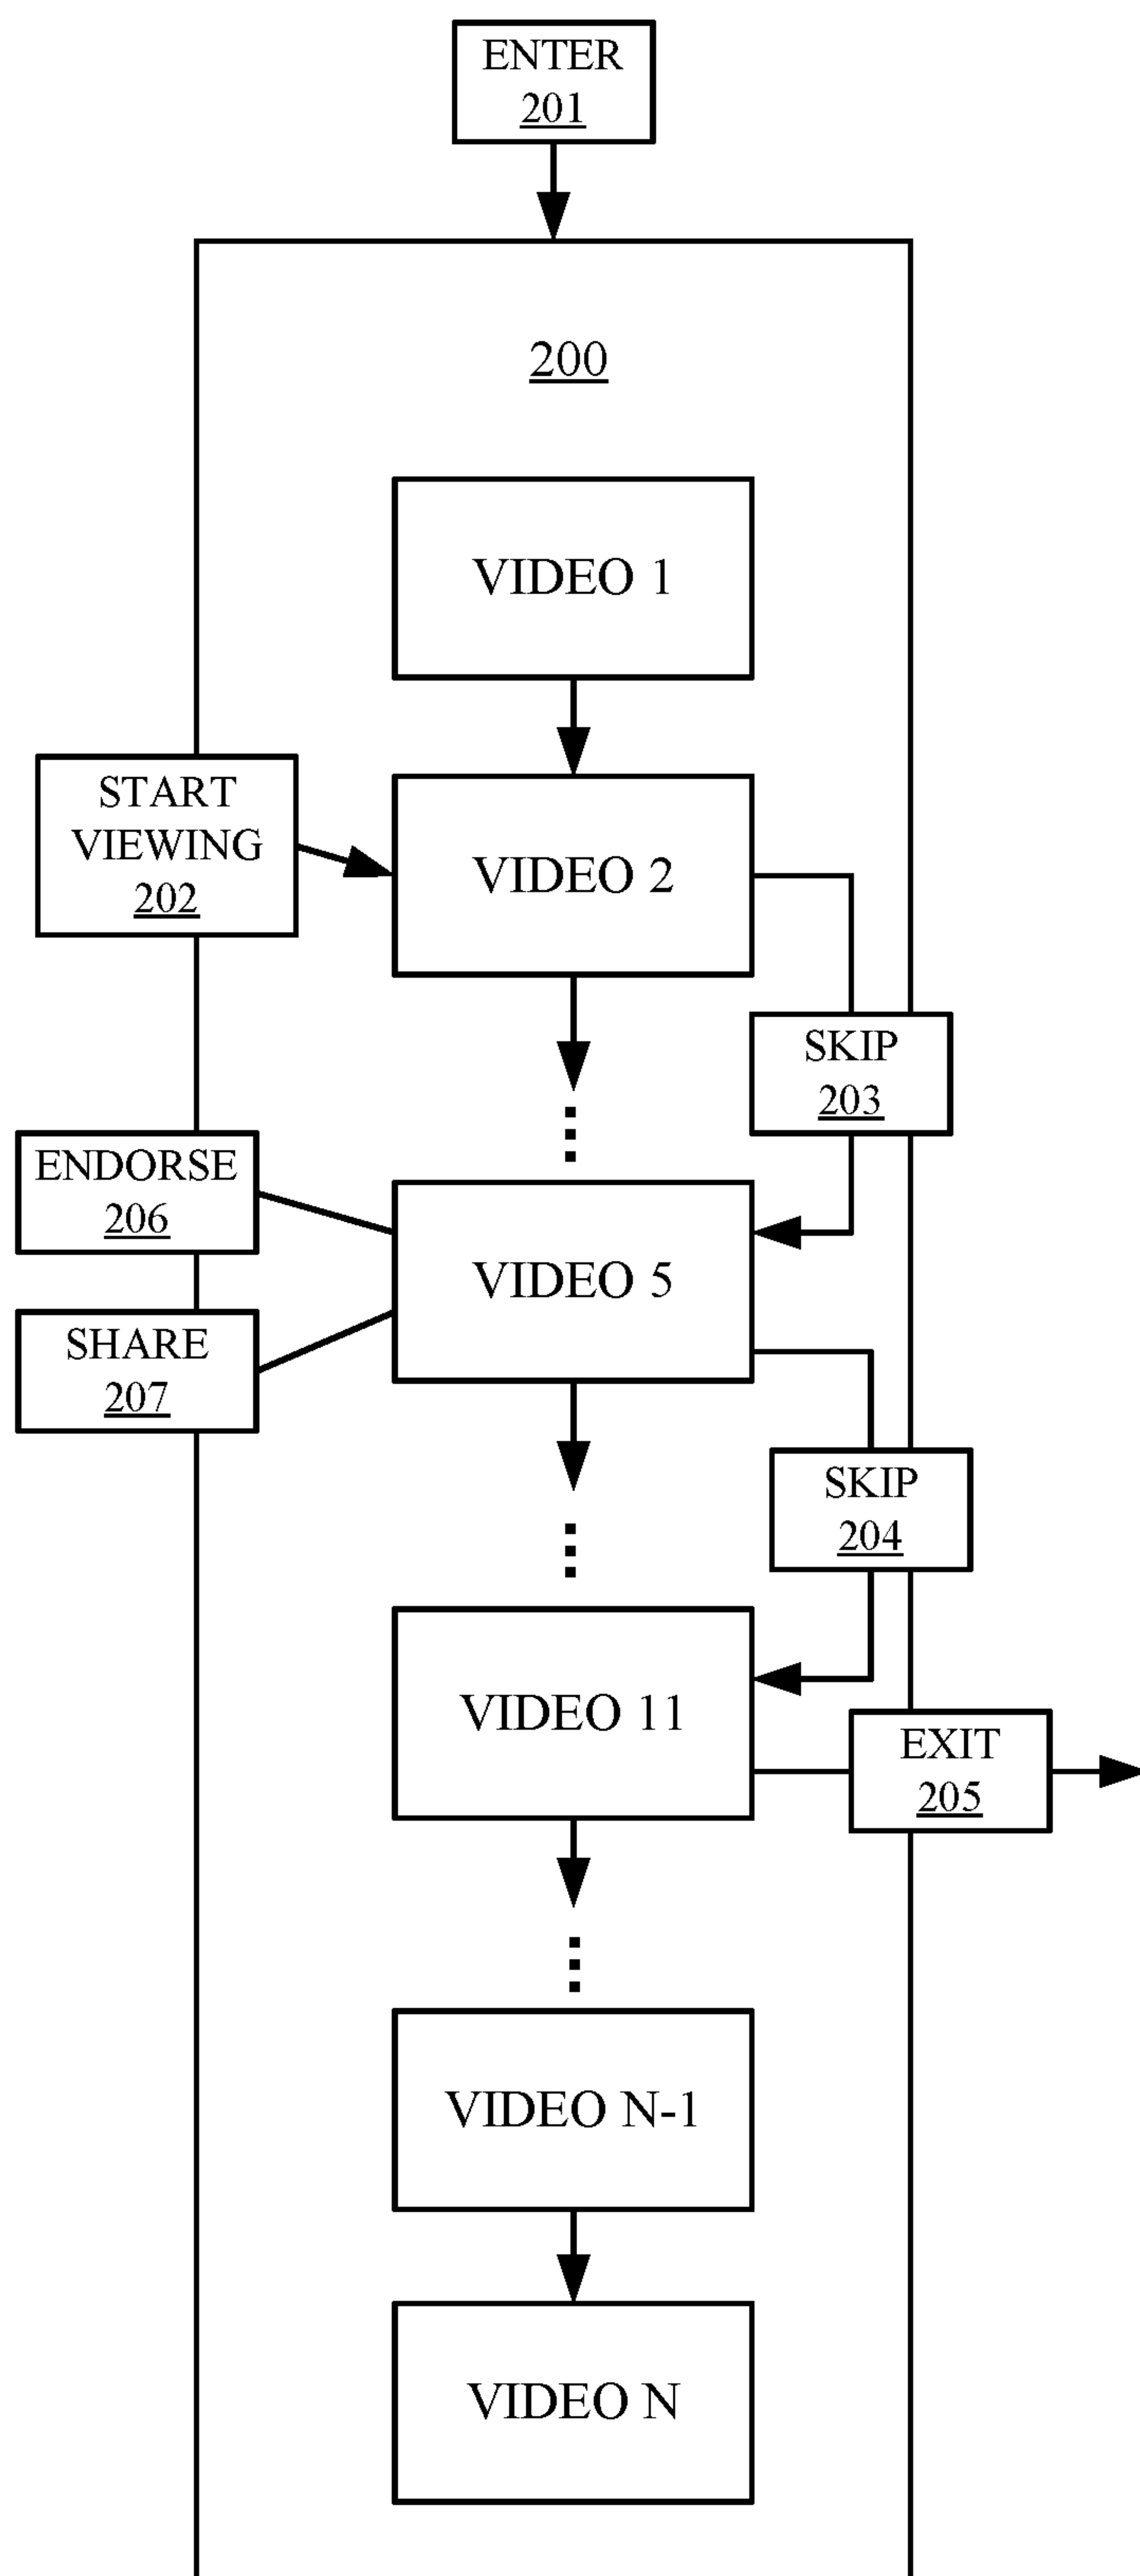 ENTER
201
200
VIDEO 1
START
VIEWING
202
VIDEO 2
SKIP
203
ENDORSE
206
VIDEO 5
SHARE
207
SKIP
204
VIDEO 11
EXIT
205
VIDEO N-1
VIDEO N